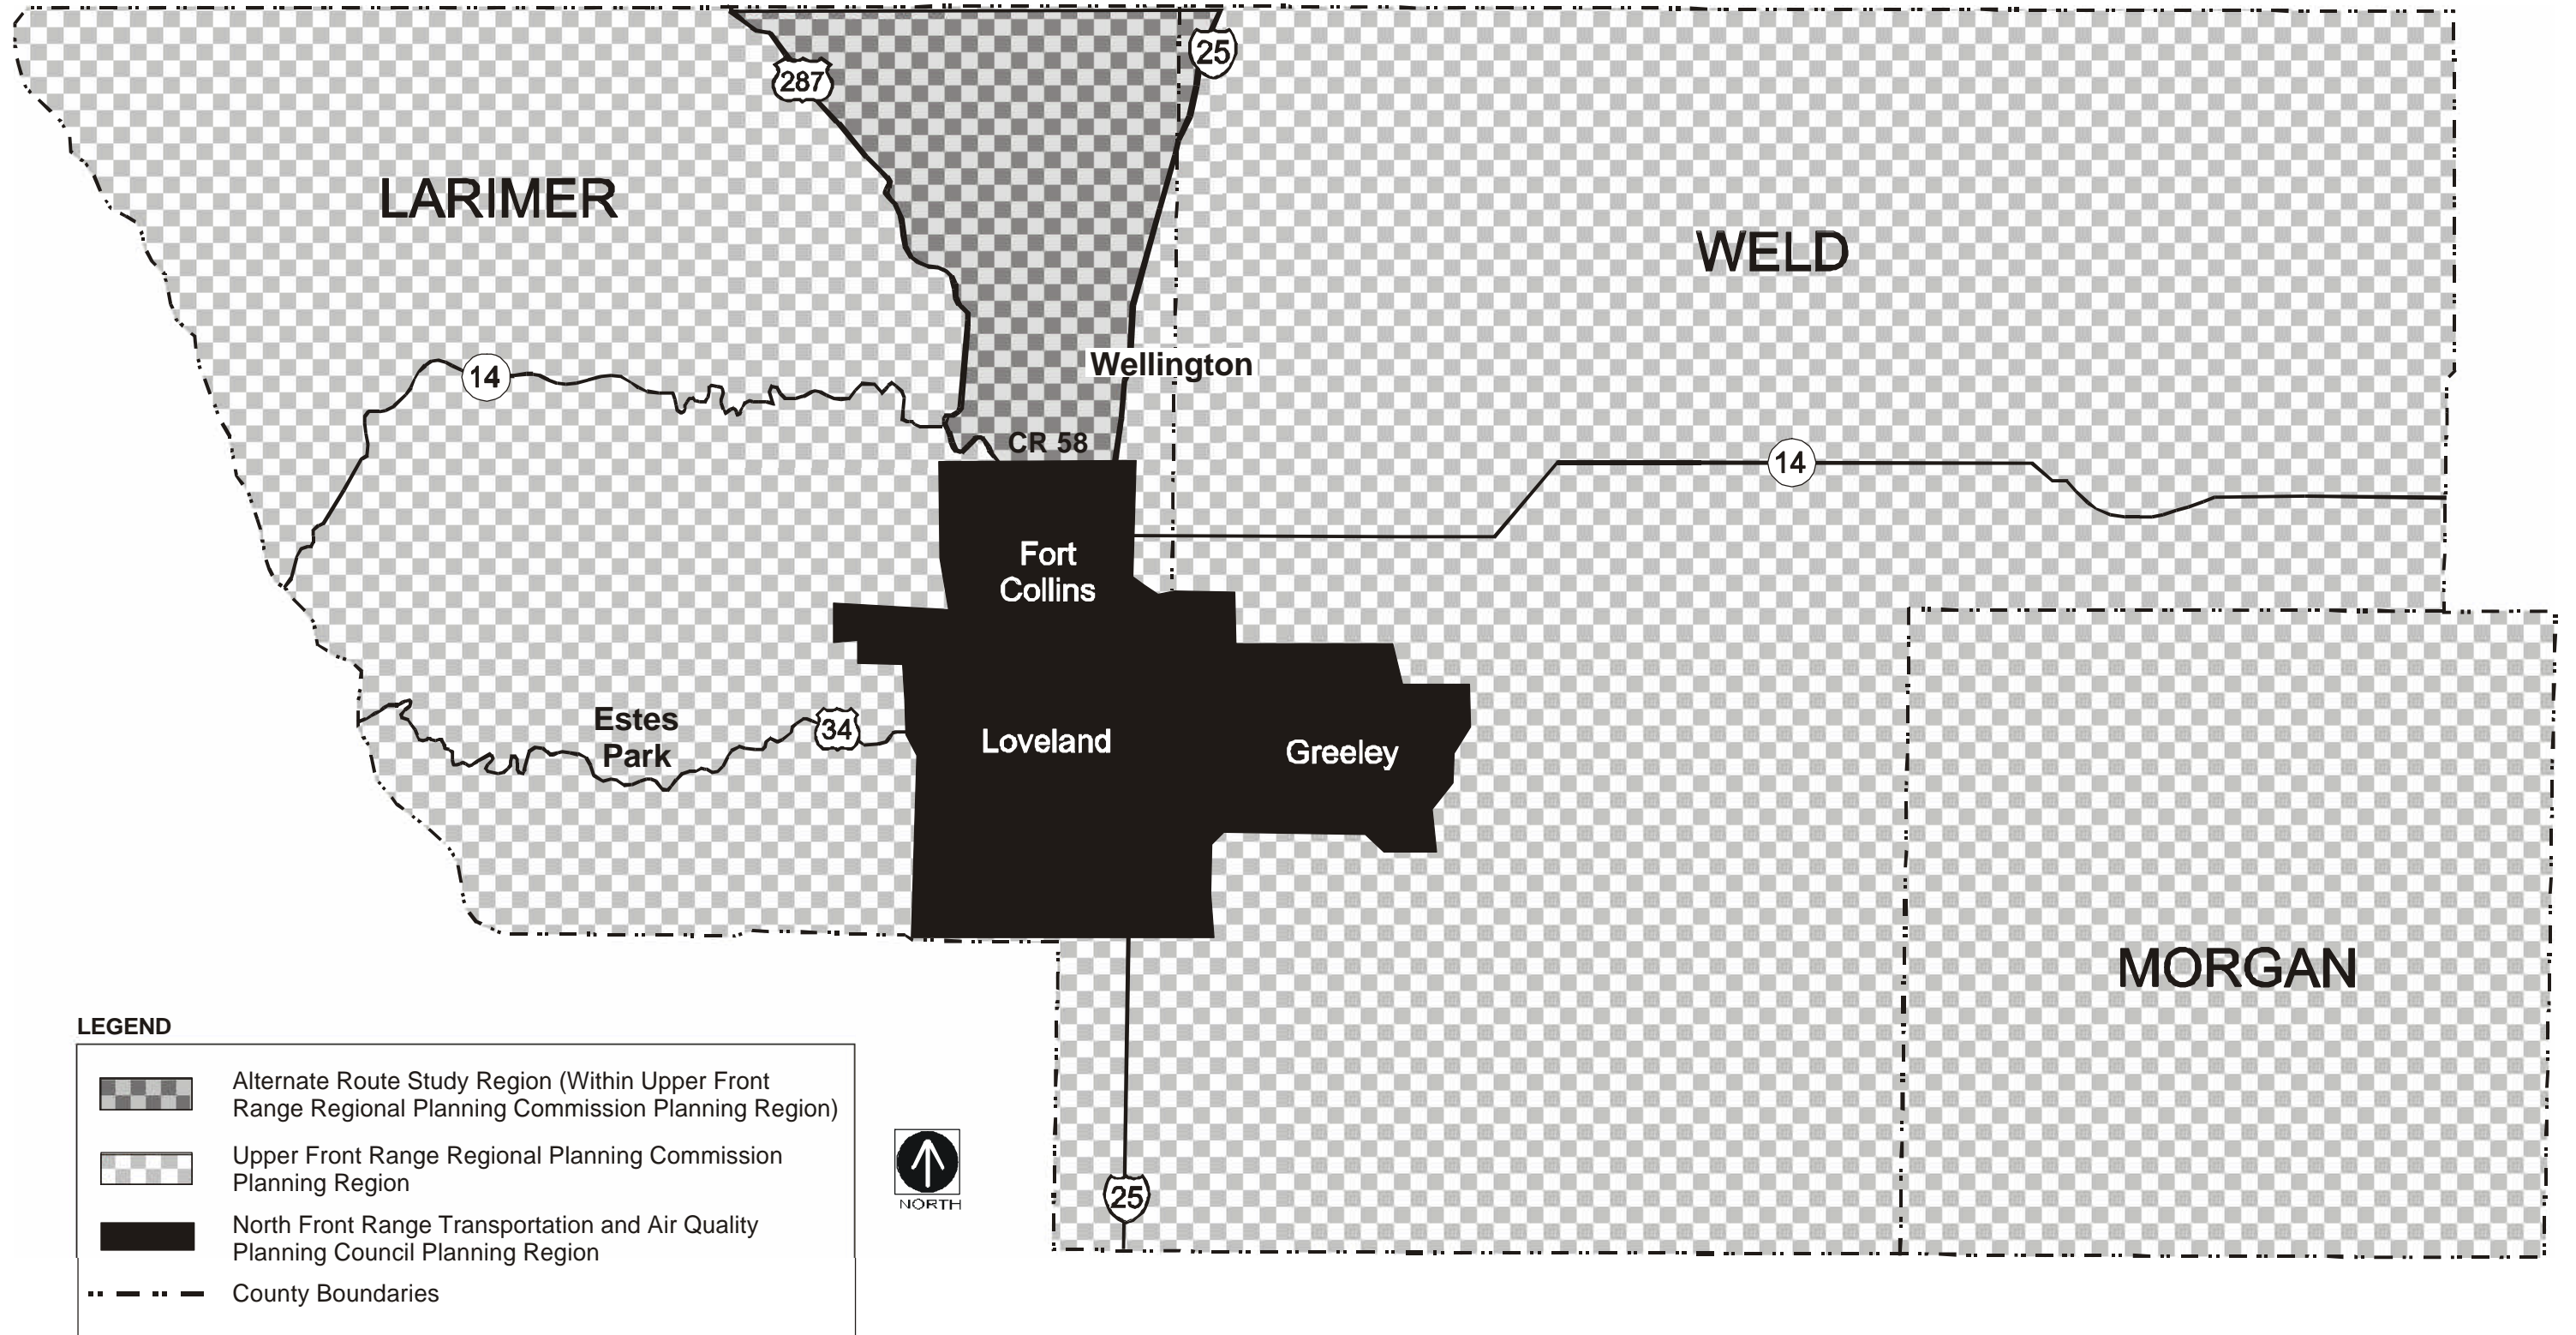 25
287
LARIMER
WELD
Wellington
14
CR 58
14
Fort
Collins
Estes
Park
34
Loveland
Greeley
MORGAN
LEGEND
Alternate Route Study Region (Within Upper Front
Range Regional Planning Commission Planning Region)
Upper Front Range Regional Planning Commission
Planning Region
North Front Range Transportation and Air Quality
Planning Council Planning Region
County Boundaries
NORTH
25